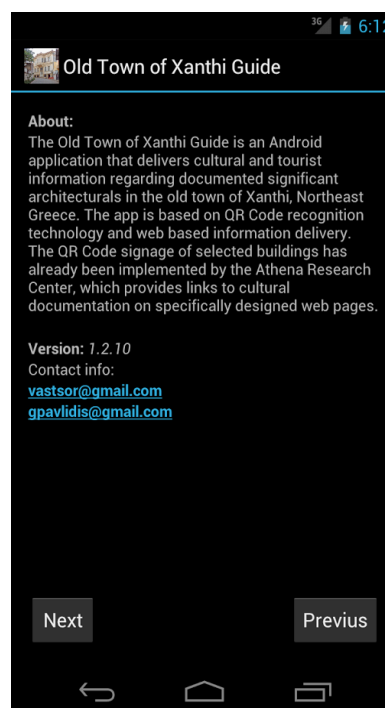 3G 6:12
Old Town of Xanthi Guide
About:
The Old Town of Xanthi Guide is an Android
application that delivers cultural and tourist
information regarding documented significant
architecturals in the old town of Xanthi, Northeast
Greece. The app is based on QR Code recognition
technology and web based information delivery.
The QR Code signage of selected buildings has
already been implemented by the Athena Research
Center, which provides links to cultural
documentation on specifically designed web pages.
Version: 1.2.10
Contact info:
vastsor@gmail.com
gpavlidis@gmail.com
Next Previus